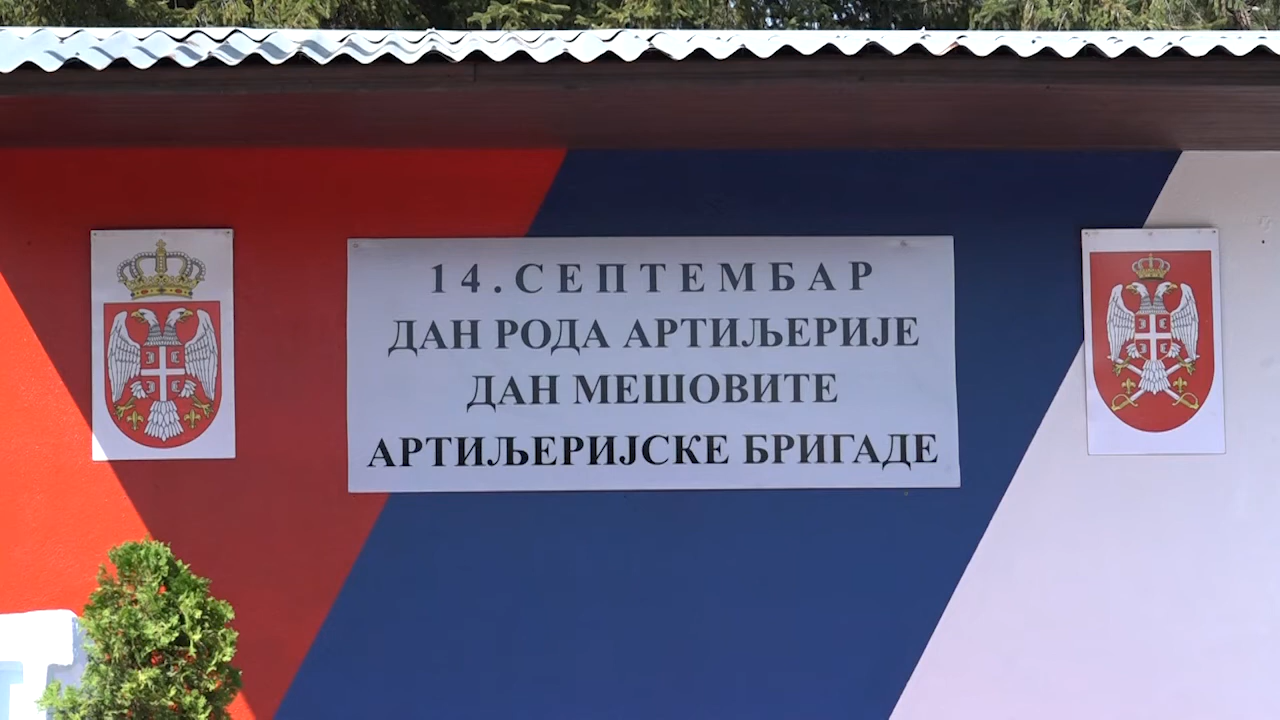 14.СЕПТЕМБАР
ДАН РОДА АРТИЉЕРИЈЕ
ДАН МЕШОВИТЕ
АРТИЉЕРИЈСКЕ БРИГАДЕ